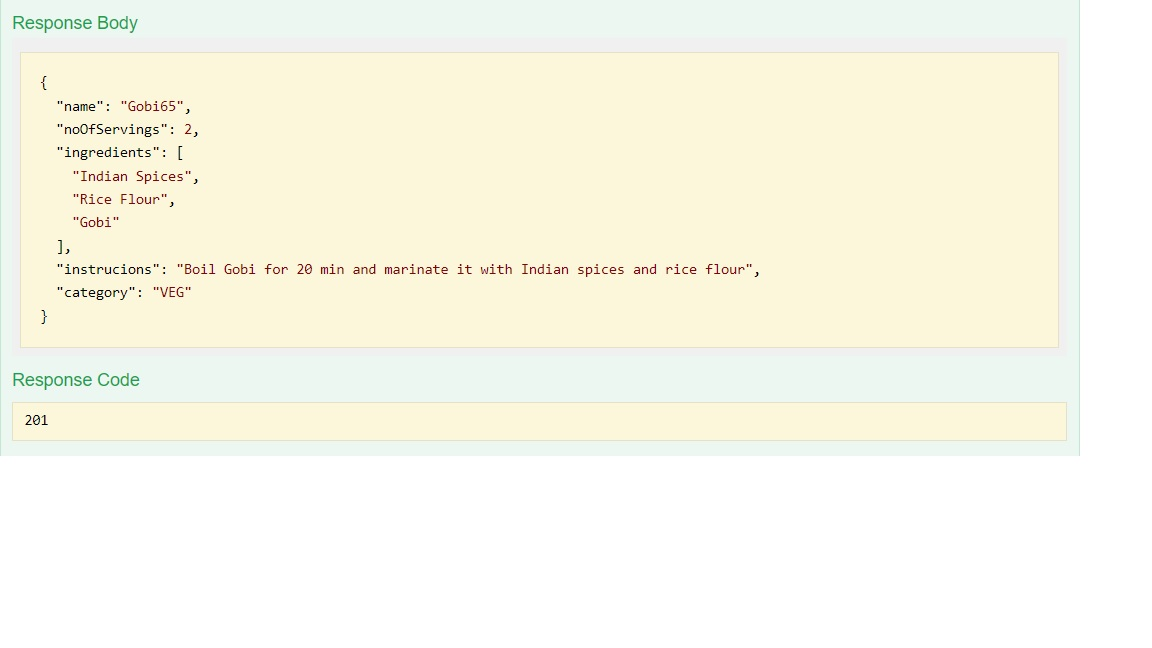 Response Body
{
"name": "Gobi65",
"noOfServings": 2,
"ingredients": [
"Indian Spices",
"Rice Flour",
"Gobi"
],
"instrucions": "Boil Gobi for 20 min and marinate it with Indian spices and rice flour",
"category": "VEG"
}
Response Code
201